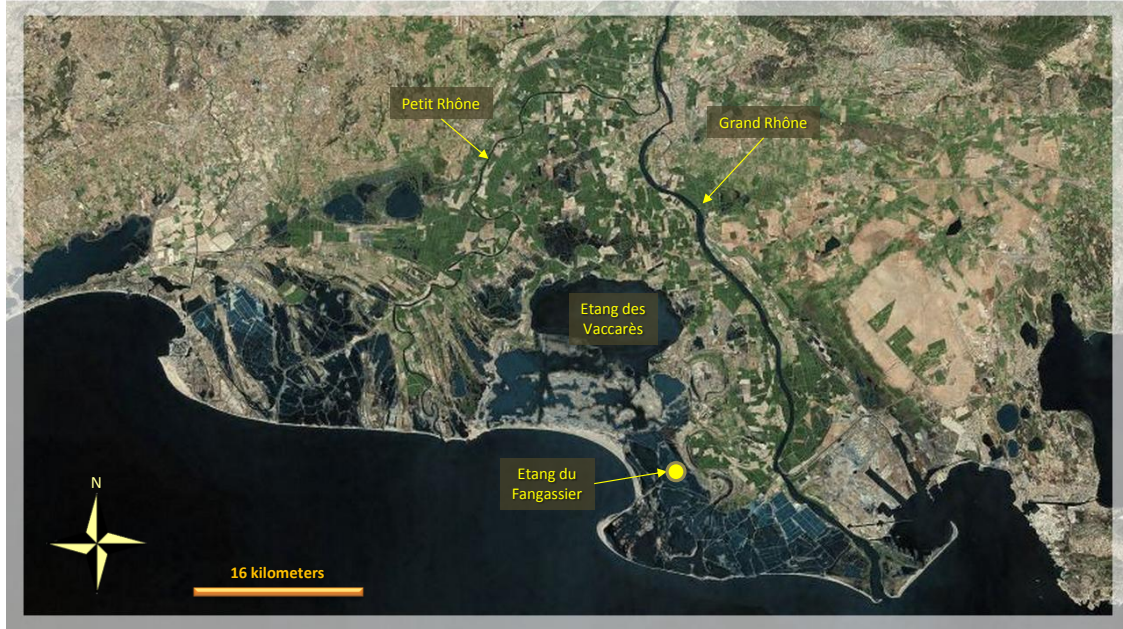 Petit Rhône
Grand Rhône
Etang des
Vaccarès
Etang du
Fangassier
N
16 kilometers